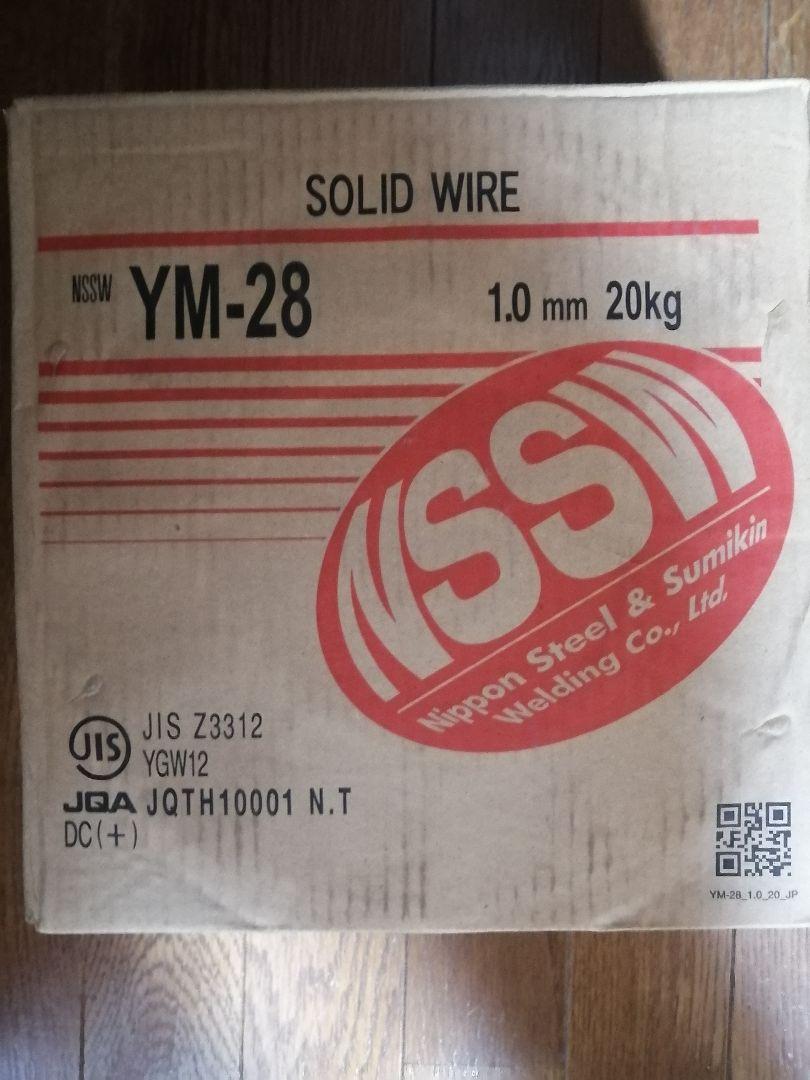 SOLID WIRE
NSSW YM-28 1.0 mm 20kg
NSSW
Nippon Steel & Sumikin
Welding Co., Ltd.
JIS JIS Z3312
YGW12
JQA JQTH10001 N.T
DC(+)
YM-28_1.0_20_JP